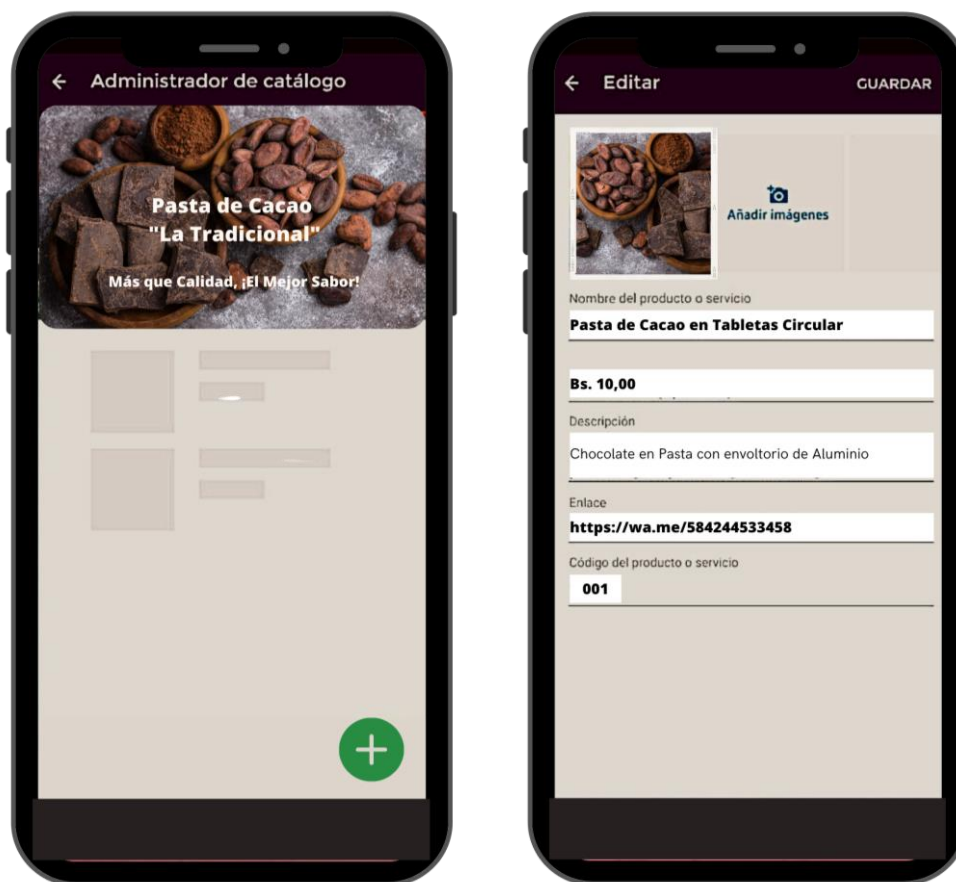 Administrador de catálogo
Pasta de Cacao
"La Tradicional"
Más que Calidad, ¡El Mejor Sabor!
Editar
GUARDAR
Añadir imágenes
Nombre del producto o servicio
Pasta de Cacao en Tabletas Circular
Bs. 10,00
Descripción
Chocolate en Pasta con envoltorio de Aluminio
Enlace
https://wa.me/584244533458
Código del producto o servicio
001